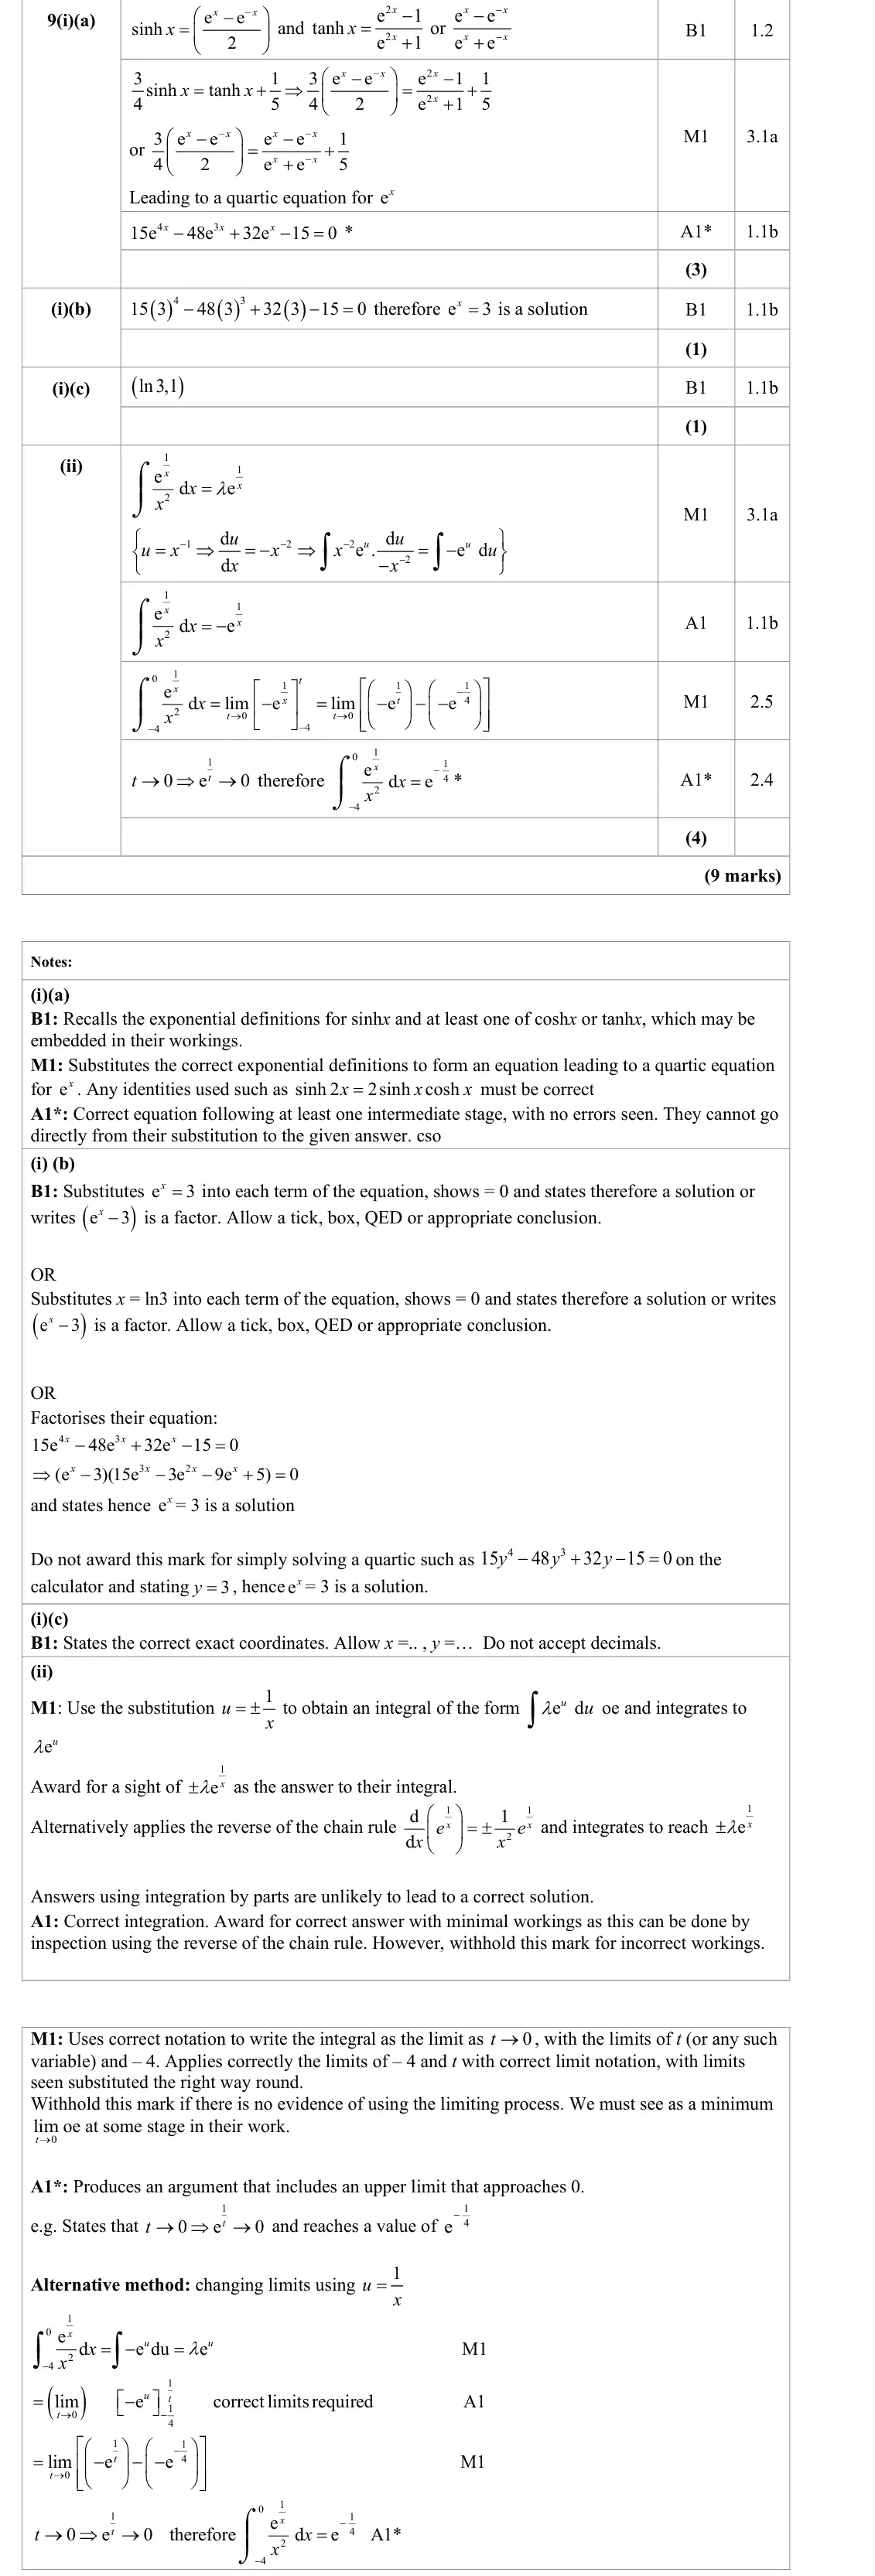 9(i)(a) sinh x = ((e^x − e^−x)/2) and tanh x = (e^2x − 1)/(e^2x + 1) or (e^x − e^−x)/(e^x + e^−x) B1 1.2
3/4 sinh x = tanh x + 1/5 ⇒ 3/4((e^x − e^−x)/2) = (e^2x − 1)/(e^2x + 1) + 1/5
or 3/4((e^x − e^−x)/2) = (e^x − e^−x)/(e^x + e^−x) + 1/5 M1 3.1a
Leading to a quartic equation for e^x
15e^4x − 48e^3x + 32e^x − 15 = 0 * A1* 1.1b
(3)
(i)(b) 15(3)^4 − 48(3)^3 + 32(3) − 15 = 0 therefore e^x = 3 is a solution B1 1.1b
(1)
(i)(c) (ln 3, 1) B1 1.1b
(1)
(ii) ∫ e^(1/x)/x^2 dx = λe^(1/x)
{u = x^−1 ⇒ du/dx = −x^−2 ⇒ ∫ x^−2 e^u . du/(−x^−2) = ∫ −e^u du} M1 3.1a
∫ e^(1/x)/x^2 dx = −e^(1/x) A1 1.1b
∫_−4^0 e^(1/x)/x^2 dx = lim t→0 [−e^(1/x)]_−4^t = lim t→0 [(−e^(1/t)) − (−e^(−1/4))] M1 2.5
t → 0 ⇒ e^(1/t) → 0 therefore ∫_−4^0 e^(1/x)/x^2 dx = e^(−1/4) * A1* 2.4
(4)
(9 marks)
Notes:
(i)(a)
B1: Recalls the exponential definitions for sinhx and at least one of coshx or tanhx, which may be
embedded in their workings.
M1: Substitutes the correct exponential definitions to form an equation leading to a quartic equation
for e^x . Any identities used such as sinh 2x = 2 sinh x cosh x must be correct
A1*: Correct equation following at least one intermediate stage, with no errors seen. They cannot go
directly from their substitution to the given answer. cso
(i) (b)
B1: Substitutes e^x = 3 into each term of the equation, shows = 0 and states therefore a solution or
writes (e^x − 3) is a factor. Allow a tick, box, QED or appropriate conclusion.
OR
Substitutes x = ln3 into each term of the equation, shows = 0 and states therefore a solution or writes
(e^x − 3) is a factor. Allow a tick, box, QED or appropriate conclusion.
OR
Factorises their equation:
15e^4x − 48e^3x + 32e^x − 15 = 0
⇒ (e^x − 3)(15e^3x − 3e^2x − 9e^x + 5) = 0
and states hence e^x = 3 is a solution
Do not award this mark for simply solving a quartic such as 15y^4 − 48y^3 + 32y − 15 = 0 on the
calculator and stating y = 3, hence e^x = 3 is a solution.
(i)(c)
B1: States the correct exact coordinates. Allow x =.. , y =… Do not accept decimals.
(ii)
M1: Use the substitution u = ±1/x to obtain an integral of the form ∫ λe^u du oe and integrates to
λe^u
Award for a sight of ±λe^(1/x) as the answer to their integral.
Alternatively applies the reverse of the chain rule d/dx(e^(1/x)) = ±1/x^2 e^(1/x) and integrates to reach ±λe^(1/x)
Answers using integration by parts are unlikely to lead to a correct solution.
A1: Correct integration. Award for correct answer with minimal workings as this can be done by
inspection using the reverse of the chain rule. However, withhold this mark for incorrect workings.
M1: Uses correct notation to write the integral as the limit as t → 0, with the limits of t (or any such
variable) and – 4. Applies correctly the limits of – 4 and t with correct limit notation, with limits
seen substituted the right way round.
Withhold this mark if there is no evidence of using the limiting process. We must see as a minimum
lim t→0 oe at some stage in their work.
A1*: Produces an argument that includes an upper limit that approaches 0.
e.g. States that t → 0 ⇒ e^(1/t) → 0 and reaches a value of e^(−1/4)
Alternative method: changing limits using u = 1/x
∫_−4^0 e^(1/x)/x^2 dx = ∫ −e^u du = λe^u M1
= (lim t→0) [−e^u]_(−1/4)^(1/t) correct limits required A1
= lim t→0 [(−e^(1/t)) − (−e^(−1/4))] M1
t → 0 ⇒ e^(1/t) → 0 therefore ∫_−4^0 e^(1/x)/x^2 dx = e^(−1/4) A1*